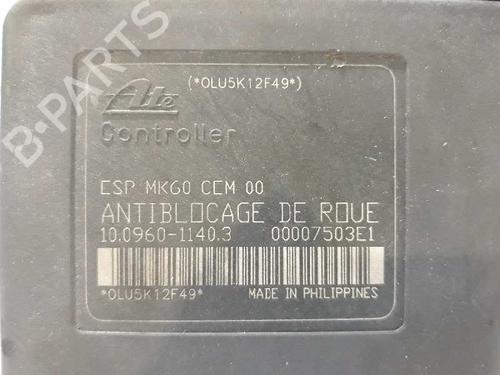 (*OLU5K12F49*)
Ate
Controller
ESP MK60 CEM 00
ANTIBLOCAGE DE ROUE
10.0960-1140.3 00007503E1
*OLU5K12F49* MADE IN PHILIPPINES
B-PARTS